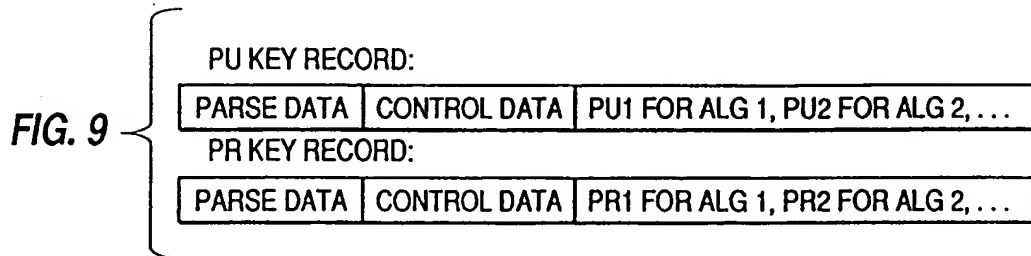 FIG. 9
PU KEY RECORD:
PARSE DATA CONTROL DATA PU1 FOR ALG 1, PU2 FOR ALG 2, . . .
PR KEY RECORD:
PARSE DATA CONTROL DATA PR1 FOR ALG 1, PR2 FOR ALG 2, . . .